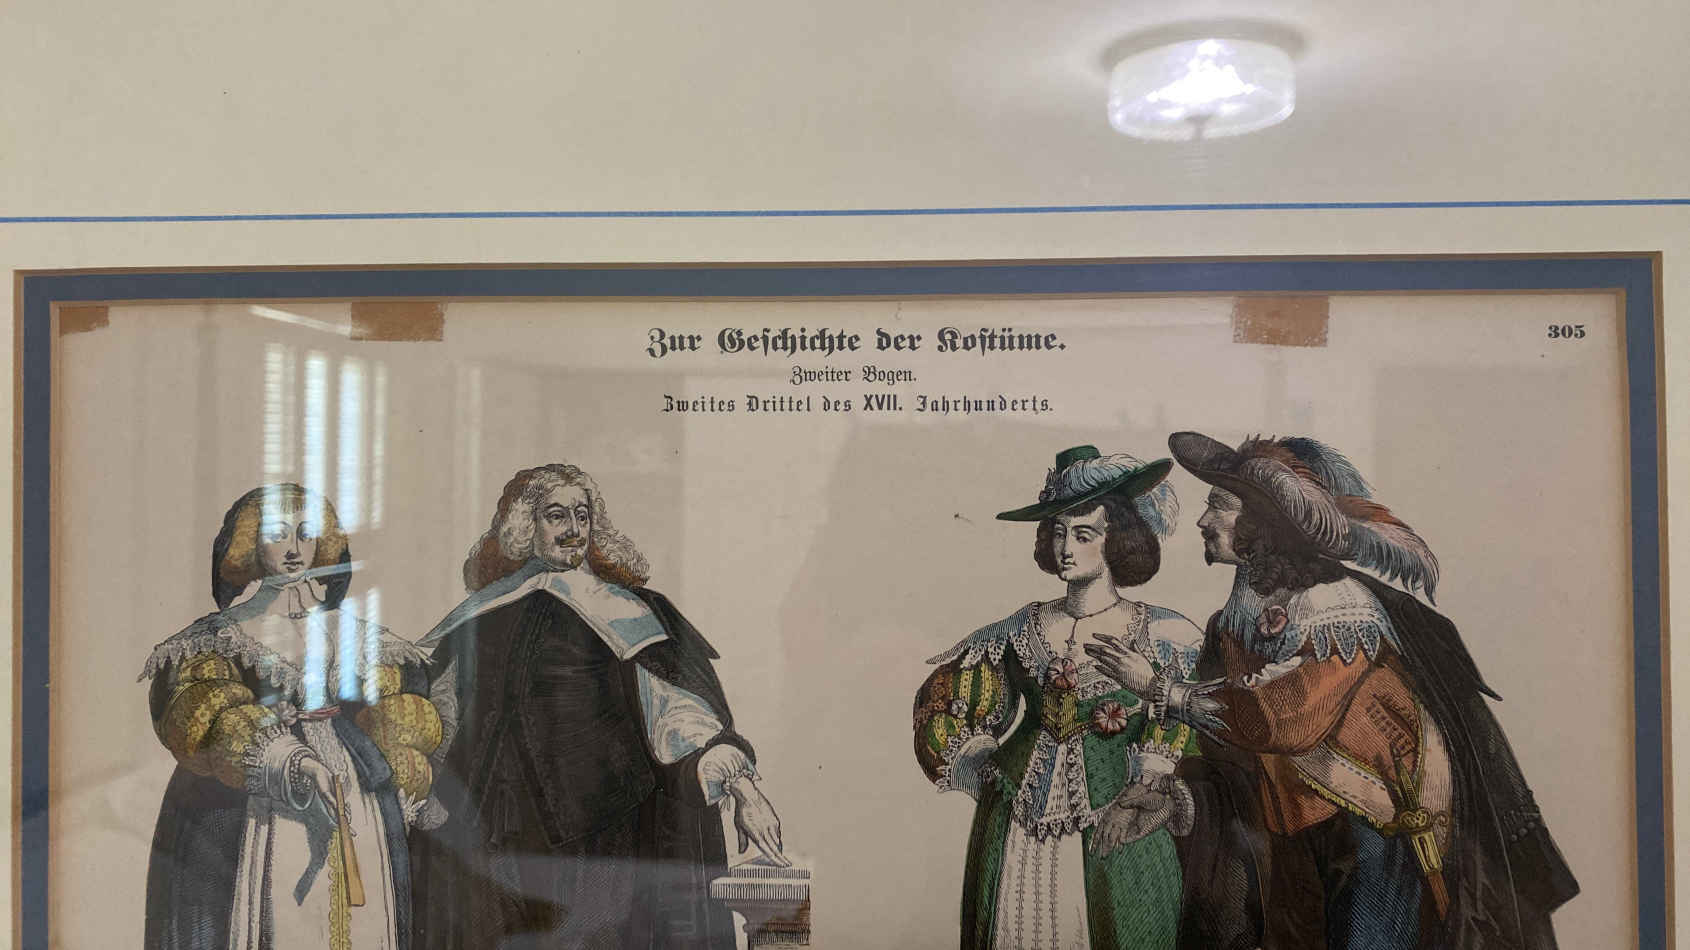 Zur Geschichte der Kostüme.
305
Zweiter Bogen.
Zweites Drittel des XVII. Jahrhunderts.